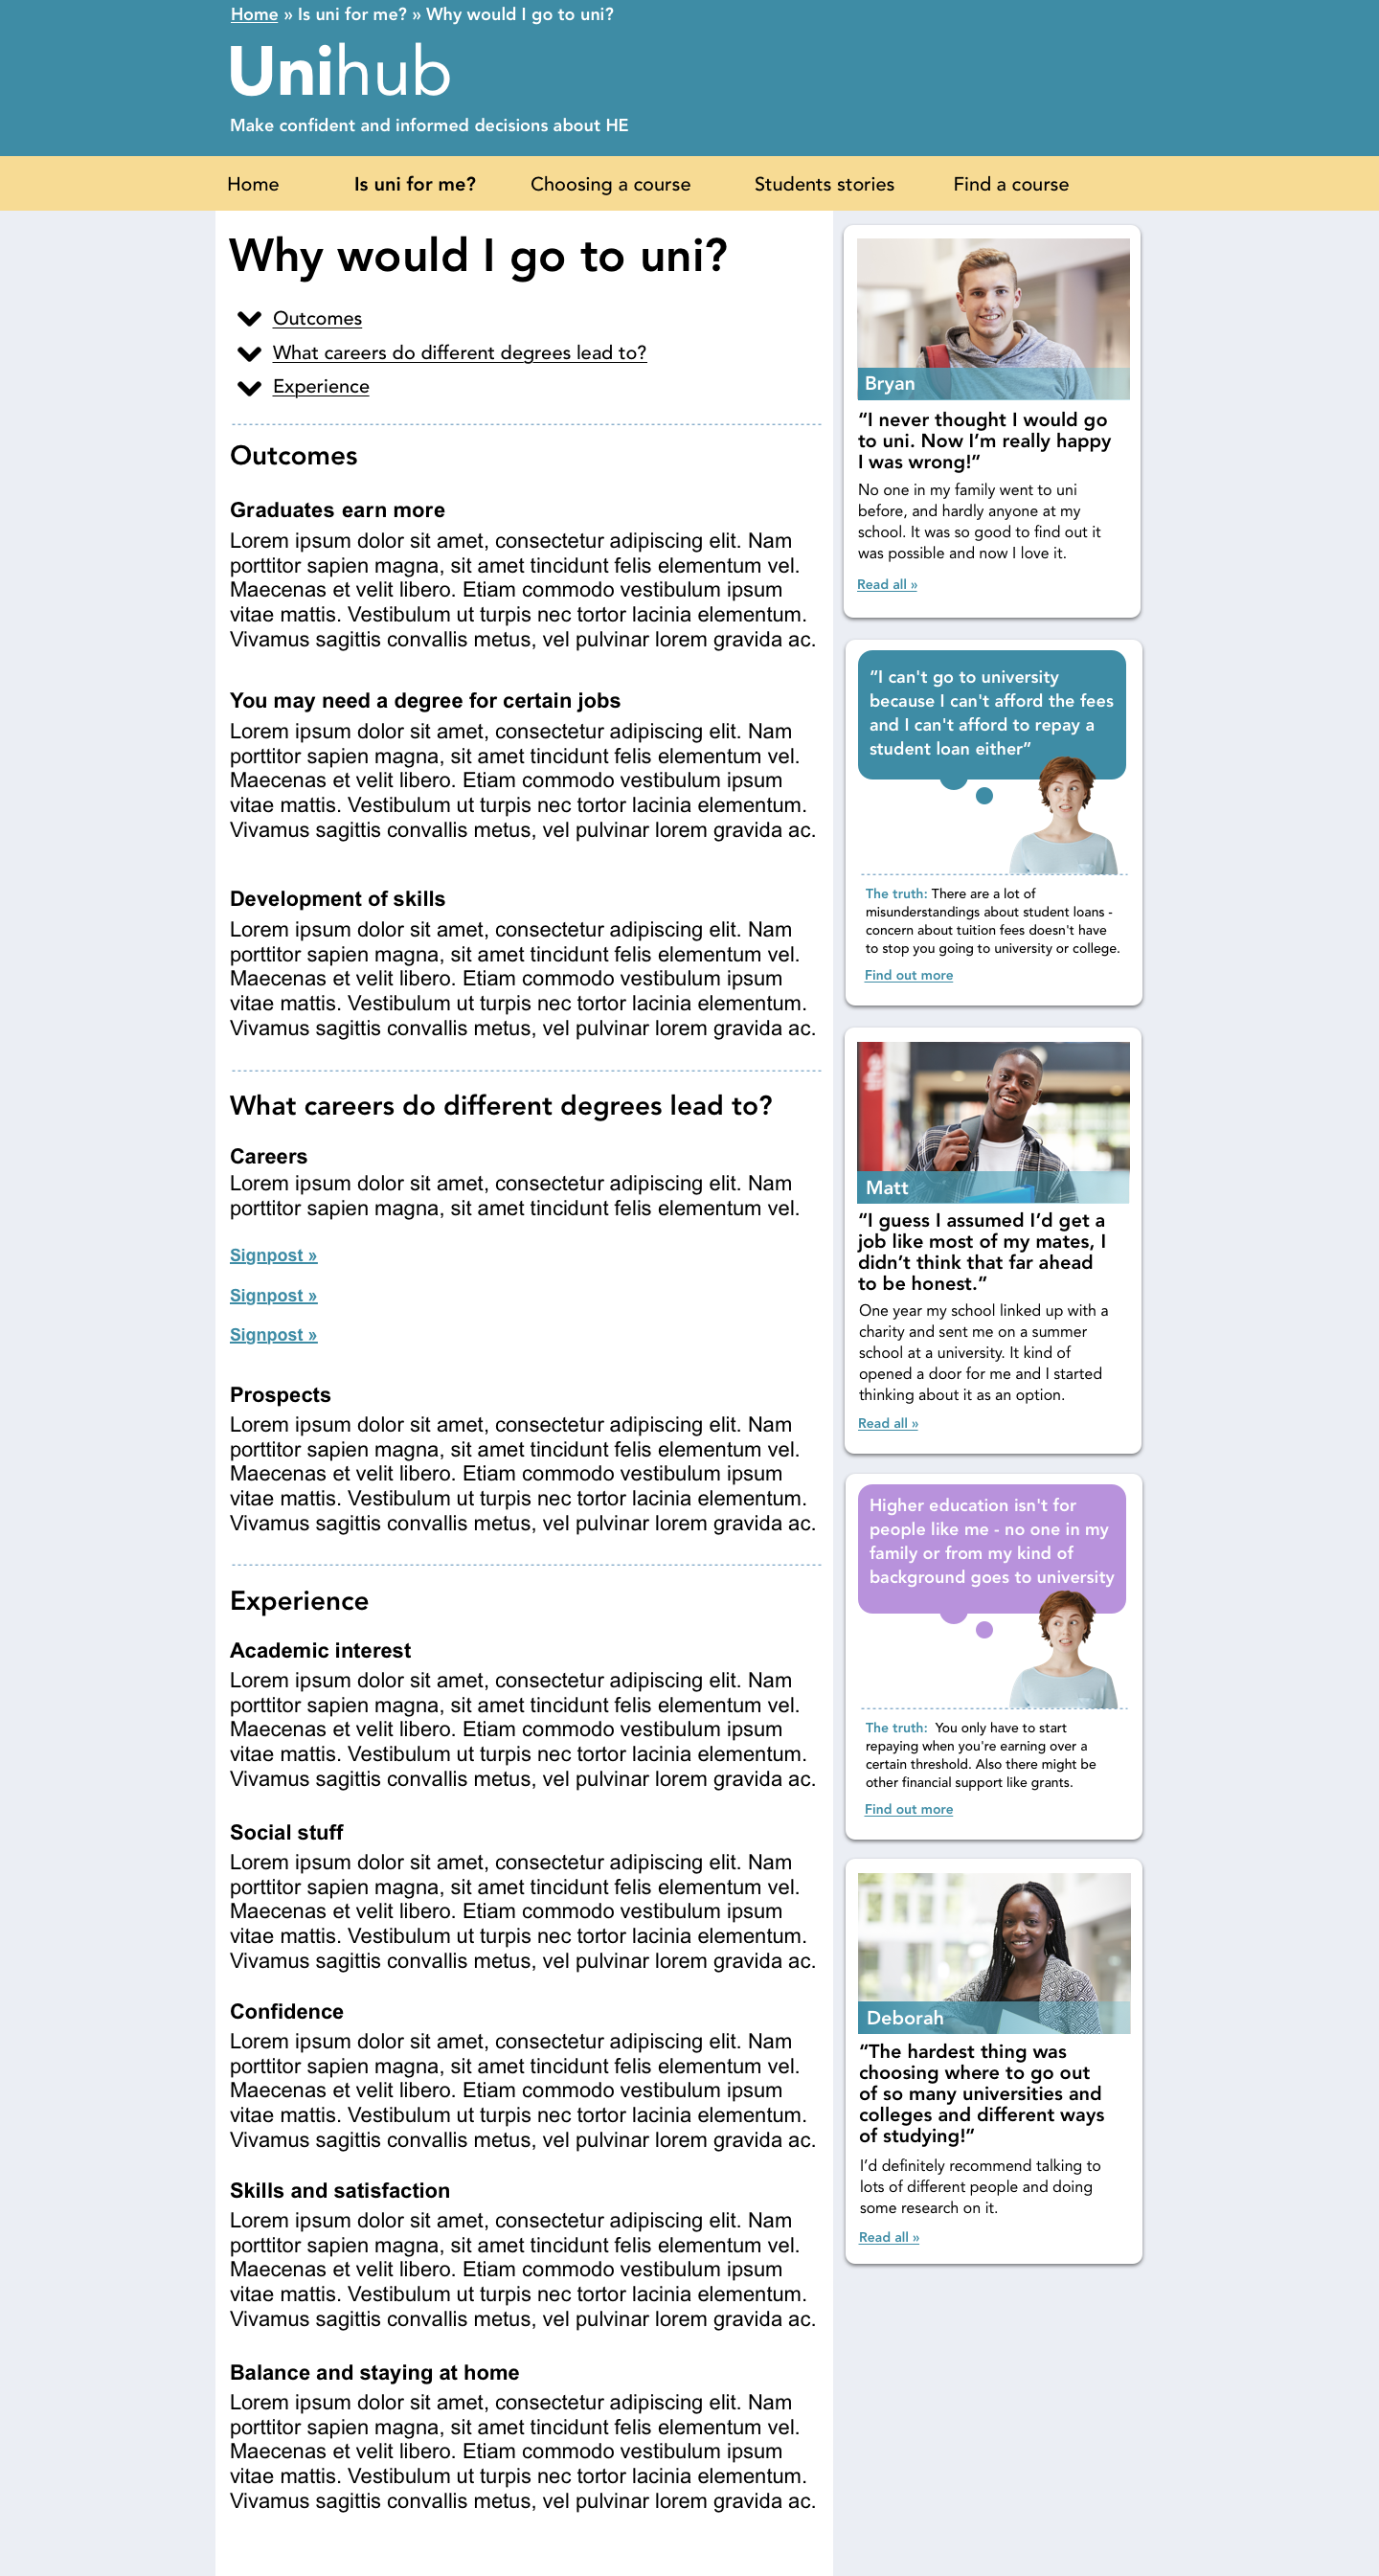 Home » Is uni for me? » Why would I go to uni?
Unihub
Make confident and informed decisions about HE
Home Is uni for me? Choosing a course Students stories Find a course
Why would I go to uni?
Outcomes
What careers do different degrees lead to?
Experience
Outcomes
Graduates earn more
Lorem ipsum dolor sit amet, consectetur adipiscing elit. Nam
porttitor sapien magna, sit amet tincidunt felis elementum vel.
Maecenas et velit libero. Etiam commodo vestibulum ipsum
vitae mattis. Vestibulum ut turpis nec tortor lacinia elementum.
Vivamus sagittis convallis metus, vel pulvinar lorem gravida ac.
You may need a degree for certain jobs
Lorem ipsum dolor sit amet, consectetur adipiscing elit. Nam
porttitor sapien magna, sit amet tincidunt felis elementum vel.
Maecenas et velit libero. Etiam commodo vestibulum ipsum
vitae mattis. Vestibulum ut turpis nec tortor lacinia elementum.
Vivamus sagittis convallis metus, vel pulvinar lorem gravida ac.
Development of skills
Lorem ipsum dolor sit amet, consectetur adipiscing elit. Nam
porttitor sapien magna, sit amet tincidunt felis elementum vel.
Maecenas et velit libero. Etiam commodo vestibulum ipsum
vitae mattis. Vestibulum ut turpis nec tortor lacinia elementum.
Vivamus sagittis convallis metus, vel pulvinar lorem gravida ac.
What careers do different degrees lead to?
Careers
Lorem ipsum dolor sit amet, consectetur adipiscing elit. Nam
porttitor sapien magna, sit amet tincidunt felis elementum vel.
Signpost »
Signpost »
Signpost »
Prospects
Lorem ipsum dolor sit amet, consectetur adipiscing elit. Nam
porttitor sapien magna, sit amet tincidunt felis elementum vel.
Maecenas et velit libero. Etiam commodo vestibulum ipsum
vitae mattis. Vestibulum ut turpis nec tortor lacinia elementum.
Vivamus sagittis convallis metus, vel pulvinar lorem gravida ac.
Experience
Academic interest
Lorem ipsum dolor sit amet, consectetur adipiscing elit. Nam
porttitor sapien magna, sit amet tincidunt felis elementum vel.
Maecenas et velit libero. Etiam commodo vestibulum ipsum
vitae mattis. Vestibulum ut turpis nec tortor lacinia elementum.
Vivamus sagittis convallis metus, vel pulvinar lorem gravida ac.
Social stuff
Lorem ipsum dolor sit amet, consectetur adipiscing elit. Nam
porttitor sapien magna, sit amet tincidunt felis elementum vel.
Maecenas et velit libero. Etiam commodo vestibulum ipsum
vitae mattis. Vestibulum ut turpis nec tortor lacinia elementum.
Vivamus sagittis convallis metus, vel pulvinar lorem gravida ac.
Confidence
Lorem ipsum dolor sit amet, consectetur adipiscing elit. Nam
porttitor sapien magna, sit amet tincidunt felis elementum vel.
Maecenas et velit libero. Etiam commodo vestibulum ipsum
vitae mattis. Vestibulum ut turpis nec tortor lacinia elementum.
Vivamus sagittis convallis metus, vel pulvinar lorem gravida ac.
Skills and satisfaction
Lorem ipsum dolor sit amet, consectetur adipiscing elit. Nam
porttitor sapien magna, sit amet tincidunt felis elementum vel.
Maecenas et velit libero. Etiam commodo vestibulum ipsum
vitae mattis. Vestibulum ut turpis nec tortor lacinia elementum.
Vivamus sagittis convallis metus, vel pulvinar lorem gravida ac.
Balance and staying at home
Lorem ipsum dolor sit amet, consectetur adipiscing elit. Nam
porttitor sapien magna, sit amet tincidunt felis elementum vel.
Maecenas et velit libero. Etiam commodo vestibulum ipsum
vitae mattis. Vestibulum ut turpis nec tortor lacinia elementum.
Vivamus sagittis convallis metus, vel pulvinar lorem gravida ac.
Bryan
“I never thought I would go
to uni. Now I’m really happy
I was wrong!”
No one in my family went to uni
before, and hardly anyone at my
school. It was so good to find out it
was possible and now I love it.
Read all »
“I can't go to university
because I can't afford the fees
and I can't afford to repay a
student loan either”
The truth: There are a lot of
misunderstandings about student loans -
concern about tuition fees doesn't have
to stop you going to university or college.
Find out more
Matt
“I guess I assumed I’d get a
job like most of my mates, I
didn’t think that far ahead
to be honest.”
One year my school linked up with a
charity and sent me on a summer
school at a university. It kind of
opened a door for me and I started
thinking about it as an option.
Read all »
Higher education isn't for
people like me - no one in my
family or from my kind of
background goes to university
The truth: You only have to start
repaying when you're earning over a
certain threshold. Also there might be
other financial support like grants.
Find out more
Deborah
“The hardest thing was
choosing where to go out
of so many universities and
colleges and different ways
of studying!”
I’d definitely recommend talking to
lots of different people and doing
some research on it.
Read all »